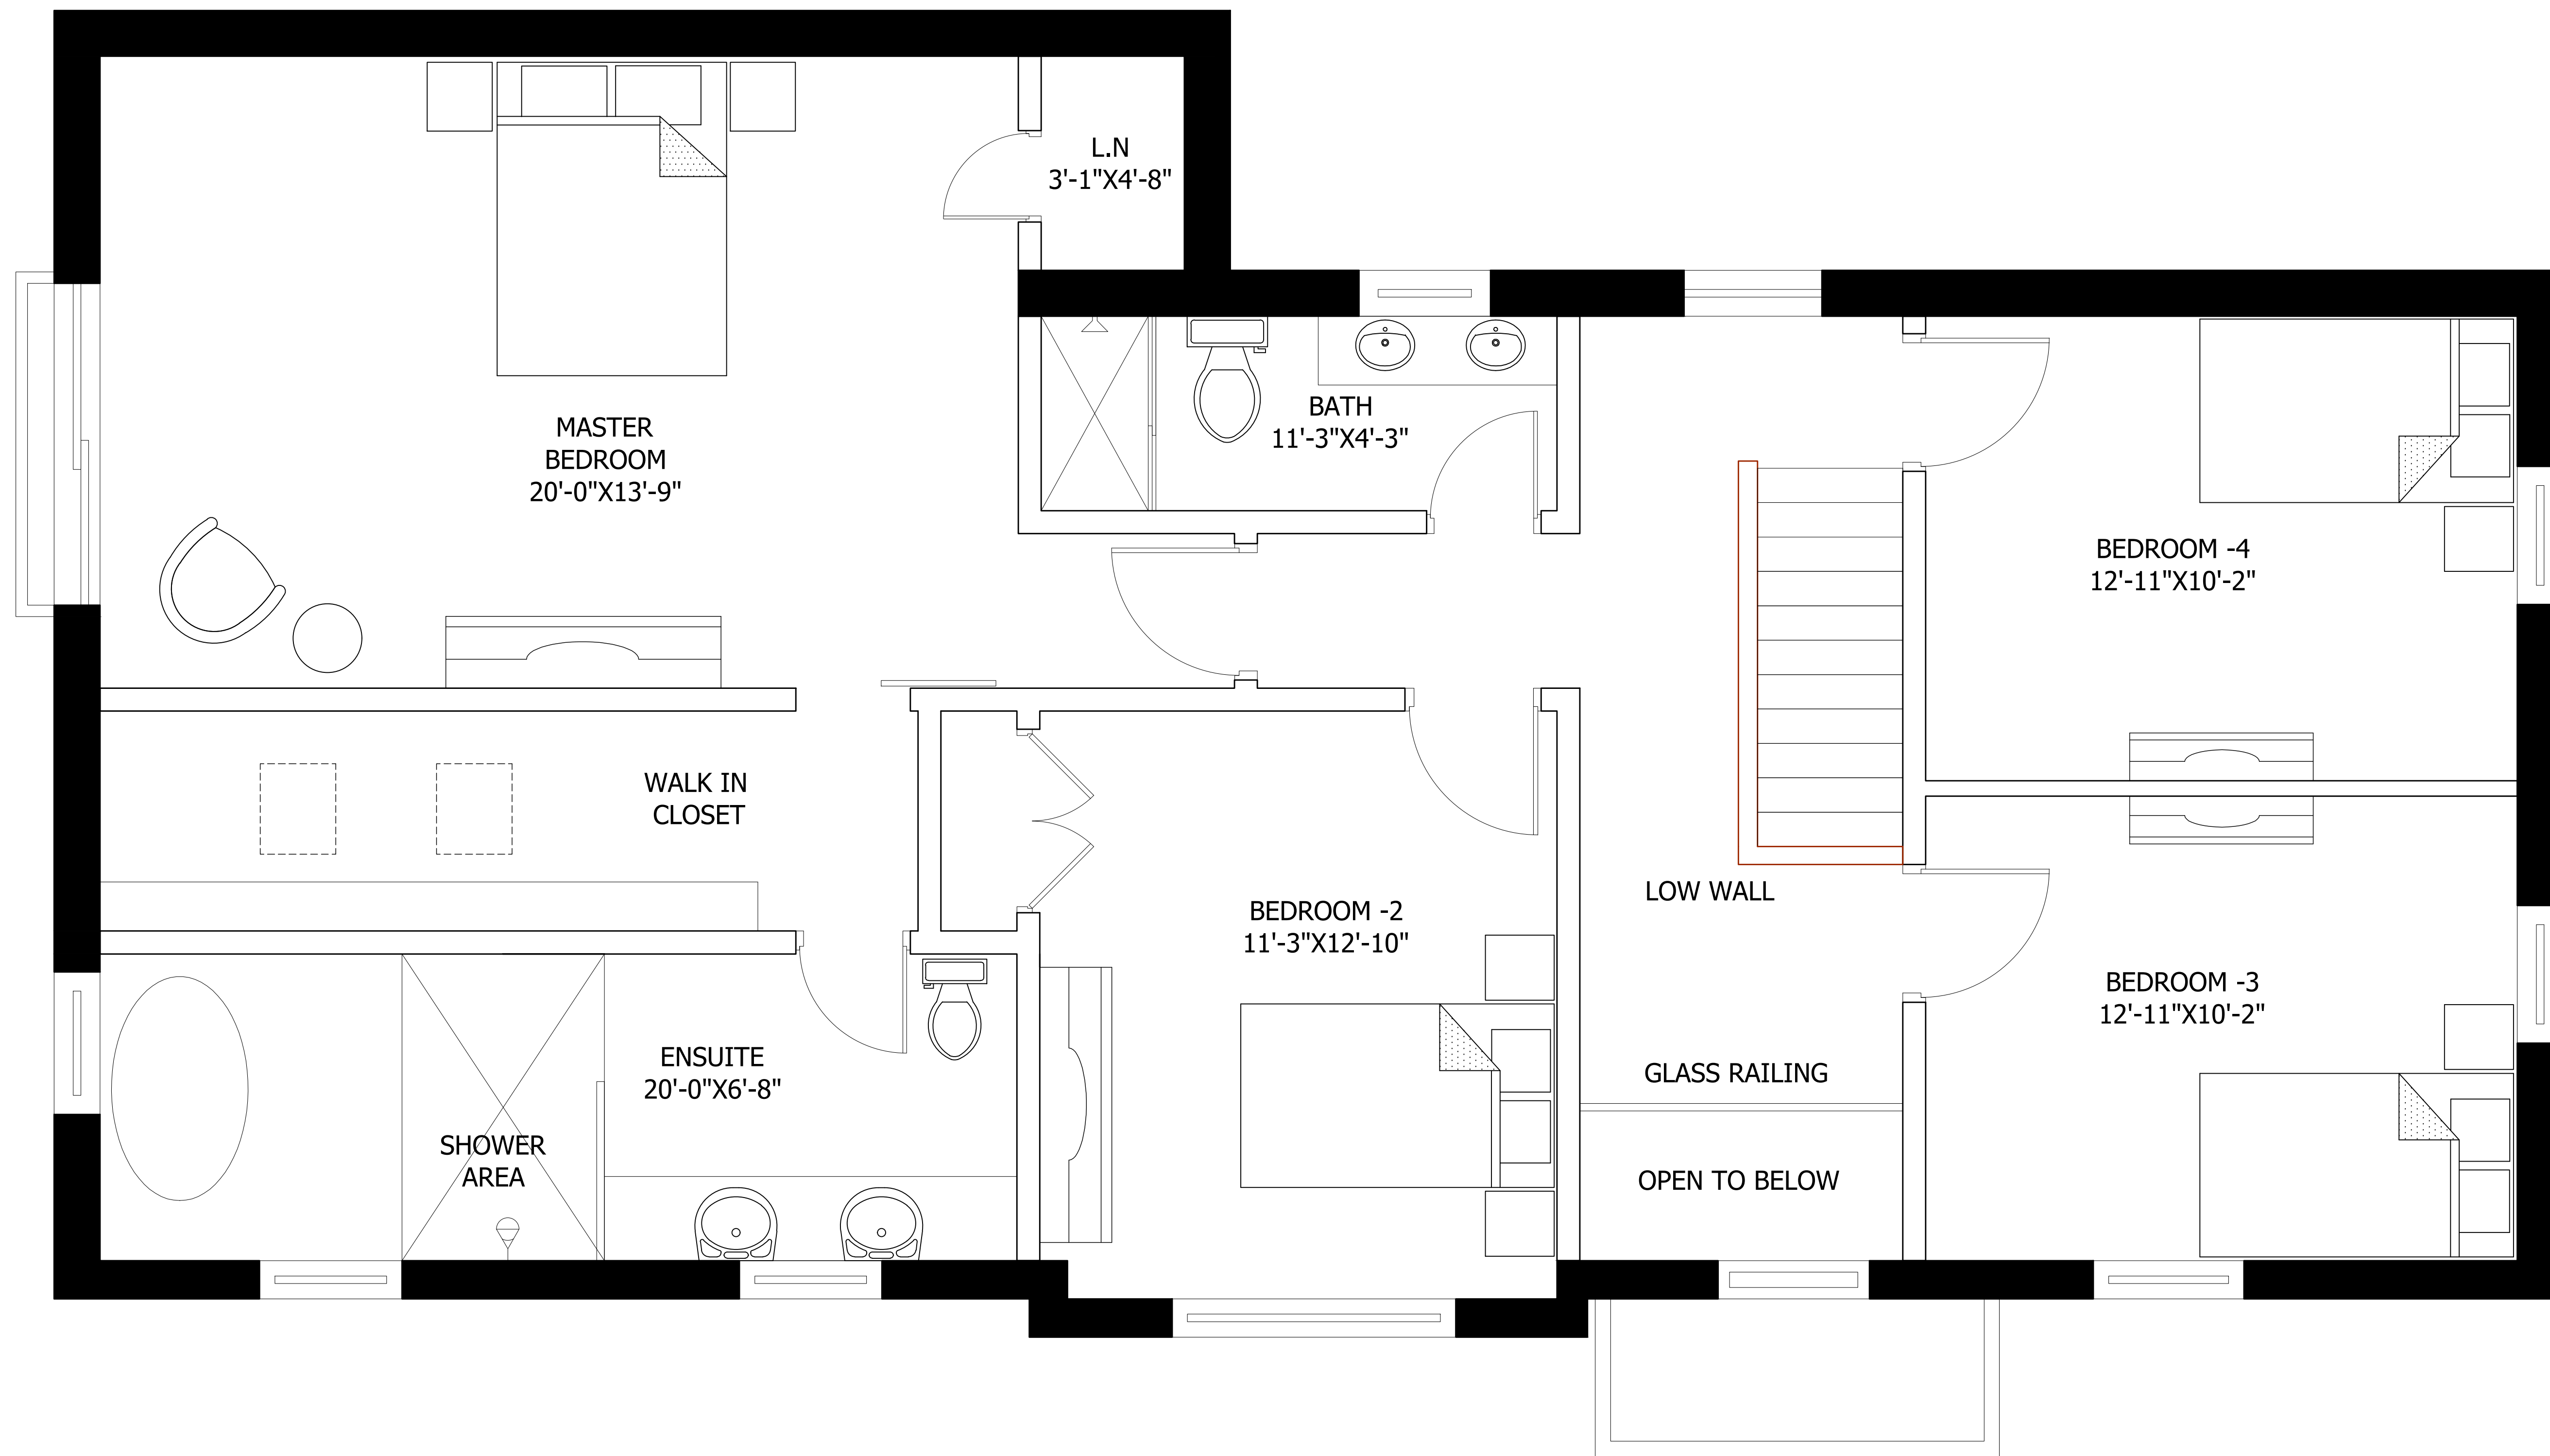 L.N
3'-1"X4'-8"
MASTER
BEDROOM
20'-0"X13'-9"
BATH
11'-3"X4'-3"
BEDROOM -4
12'-11"X10'-2"
WALK IN
CLOSET
BEDROOM -2
11'-3"X12'-10"
LOW WALL
BEDROOM -3
12'-11"X10'-2"
ENSUITE
20'-0"X6'-8"
GLASS RAILING
SHOWER
AREA
OPEN TO BELOW